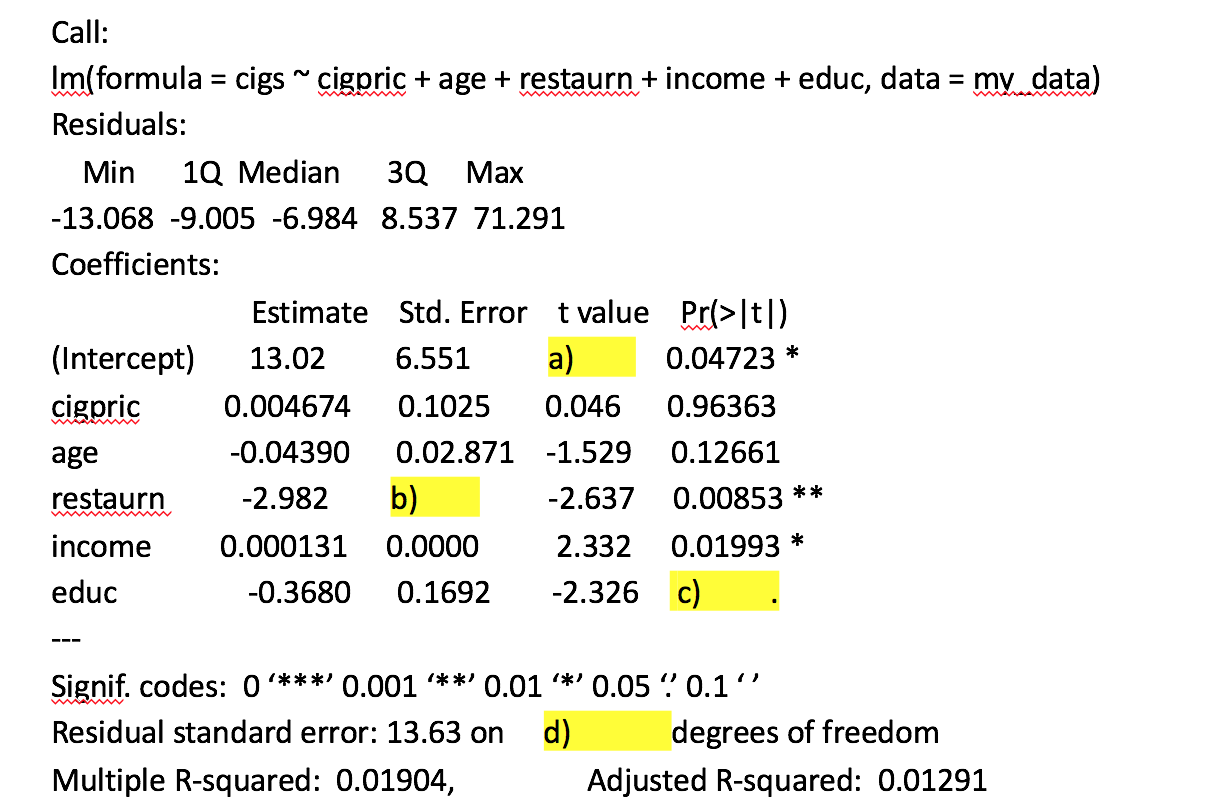 Call:
lm(formula = cigs ~ cigpric + age + restaurn + income + educ, data = my_data)
Residuals:
Min 1Q Median 3Q Max
-13.068 -9.005 -6.984 8.537 71.291
Coefficients:
Estimate Std. Error t value Pr(>|t|)
(Intercept) 13.02 6.551 a) 0.04723 *
cigpric 0.004674 0.1025 0.046 0.96363
age -0.04390 0.02.871 -1.529 0.12661
restaurn -2.982 b) -2.637 0.00853 **
income 0.000131 0.0000 2.332 0.01993 *
educ -0.3680 0.1692 -2.326 c) .
---
Signif. codes: 0 ‘***’ 0.001 ‘**’ 0.01 ‘*’ 0.05 ‘.’ 0.1 ‘ ’
Residual standard error: 13.63 on d) degrees of freedom
Multiple R-squared: 0.01904, Adjusted R-squared: 0.01291